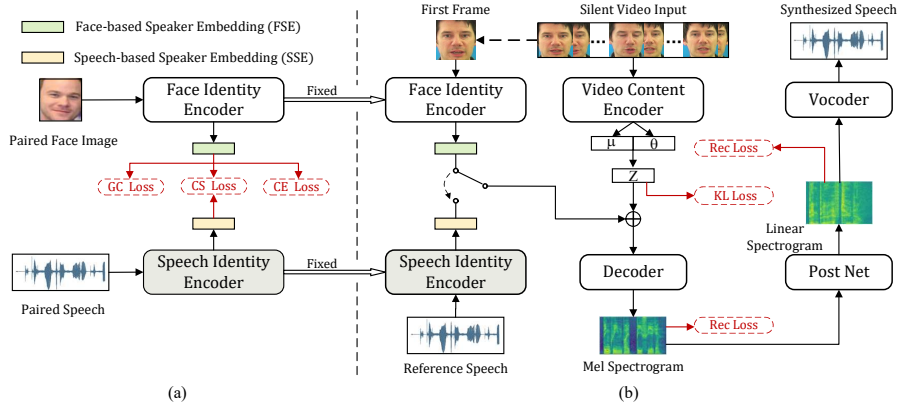 Face-based Speaker Embedding (FSE)
Speech-based Speaker Embedding (SSE)
Paired Face Image
Face Identity
Encoder
Fixed
GC Loss
CS Loss
CE Loss
Paired Speech
Speech Identity
Encoder
Fixed
(a)
First Frame
Silent Video Input
Face Identity
Encoder
Speech Identity
Encoder
Reference Speech
Video Content
Encoder
μ
θ
Z
KL Loss
Decoder
Rec Loss
Mel Spectrogram
Synthesized Speech
Vocoder
Rec Loss
Linear
Spectrogram
Post Net
(b)